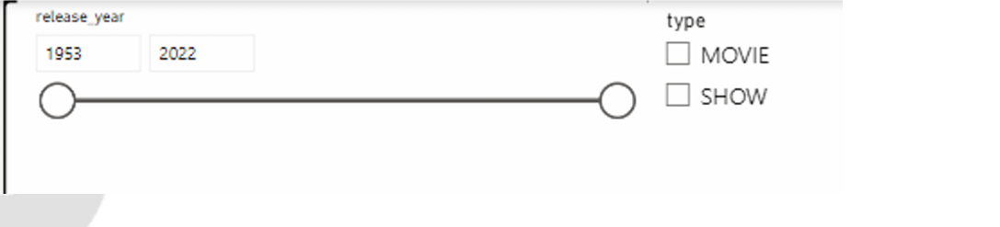 release_year
1953 2022
type
MOVIE
SHOW